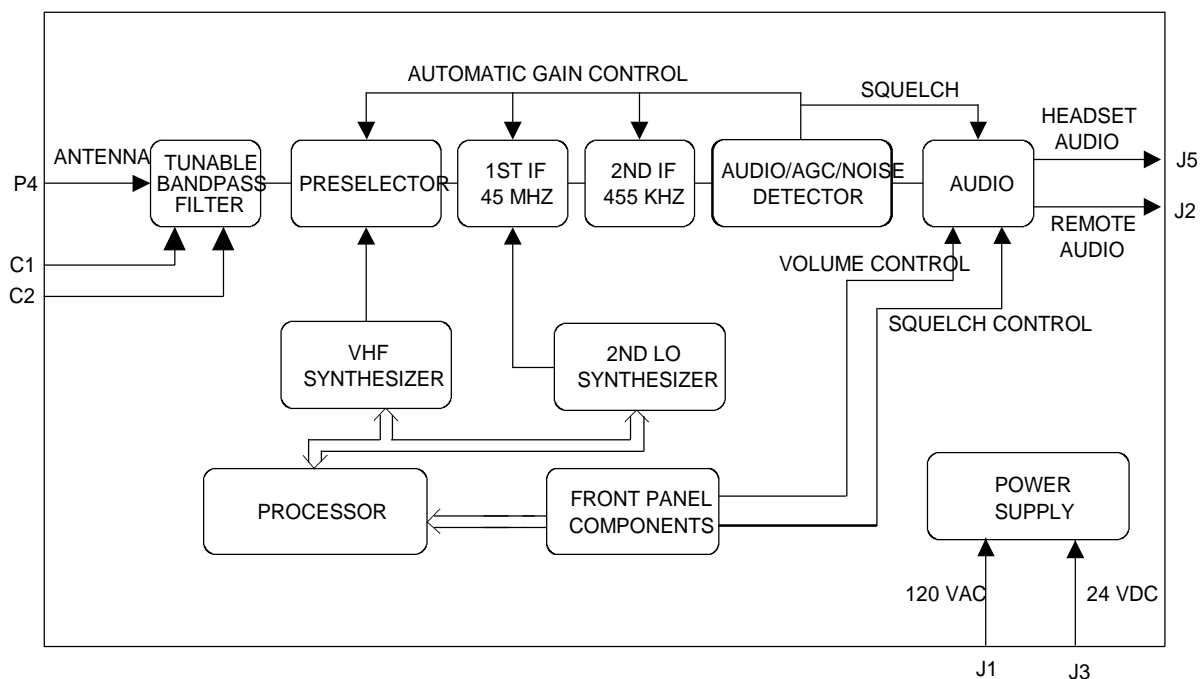 AUTOMATIC GAIN CONTROL
SQUELCH
HEADSET
AUDIO
ANTENNA
P4
TUNABLE
BANDPASS
FILTER
PRESELECTOR
1ST IF
45 MHZ
2ND IF
455 KHZ
AUDIO/AGC/NOISE
DETECTOR
AUDIO
J5
J2
REMOTE
AUDIO
C1
C2
VOLUME CONTROL
SQUELCH CONTROL
VHF
SYNTHESIZER
2ND LO
SYNTHESIZER
PROCESSOR
FRONT PANEL
COMPONENTS
POWER
SUPPLY
120 VAC
24 VDC
J1
J3